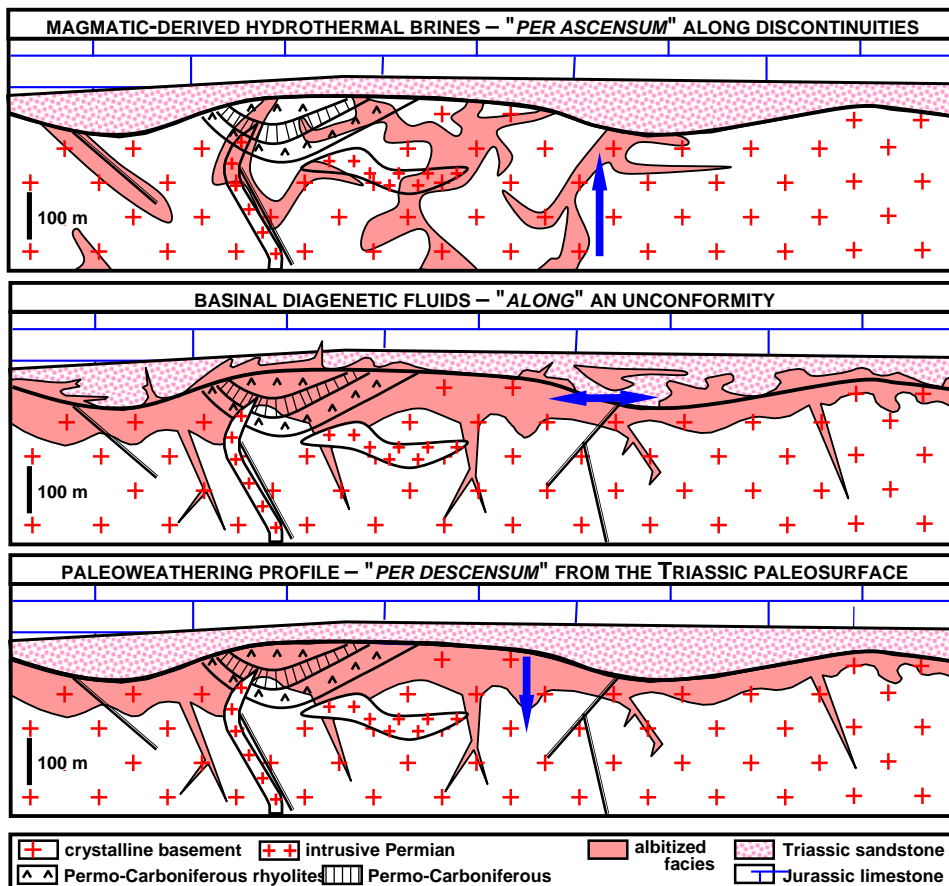 MAGMATIC-DERIVED HYDROTHERMAL BRINES – "PER ASCENSUM" ALONG DISCONTINUITIES
100 m
BASINAL DIAGENETIC FLUIDS – "ALONG" AN UNCONFORMITY
100 m
PALEOWEATHERING PROFILE – "PER DESCENSUM" FROM THE TRIASSIC PALEOSURFACE
100 m
crystalline basement
intrusive Permian
albitized
facies
Triassic sandstone
Permo-Carboniferous rhyolites
Permo-Carboniferous
Jurassic limestone